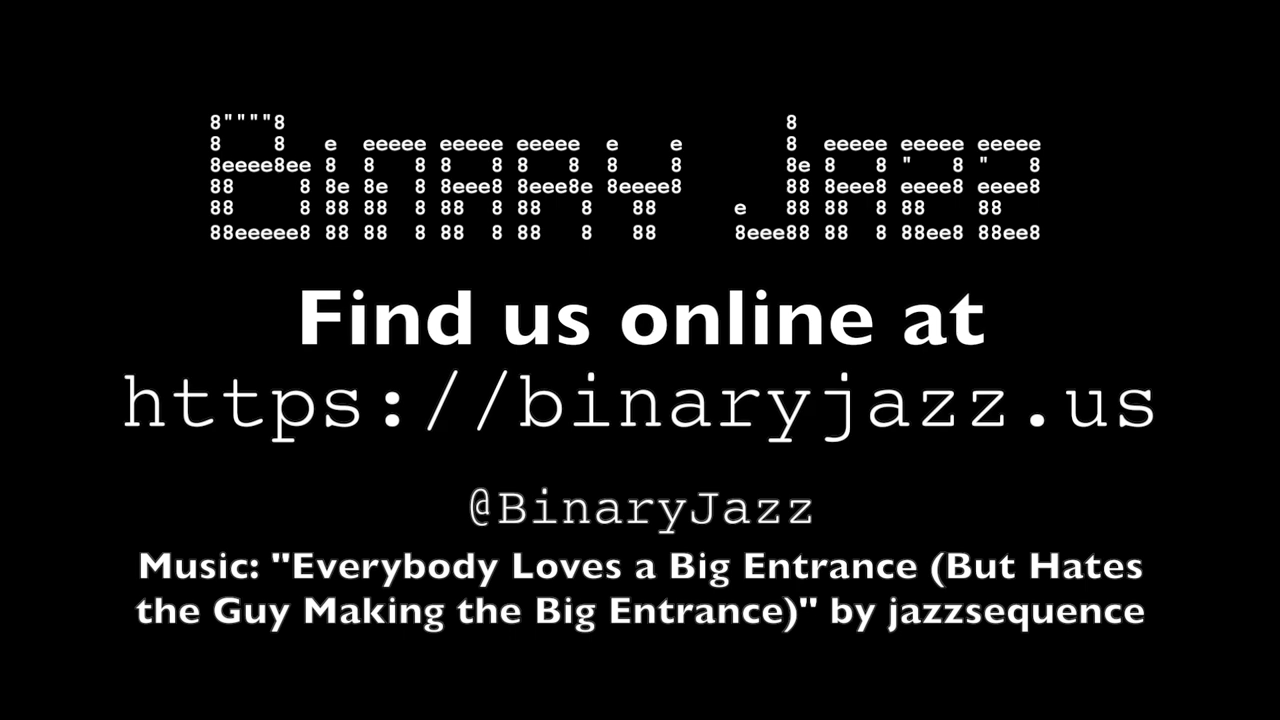 Binary Jazz
Find us online at
https://binaryjazz.us
@BinaryJazz
Music: "Everybody Loves a Big Entrance (But Hates
the Guy Making the Big Entrance)" by jazzsequence